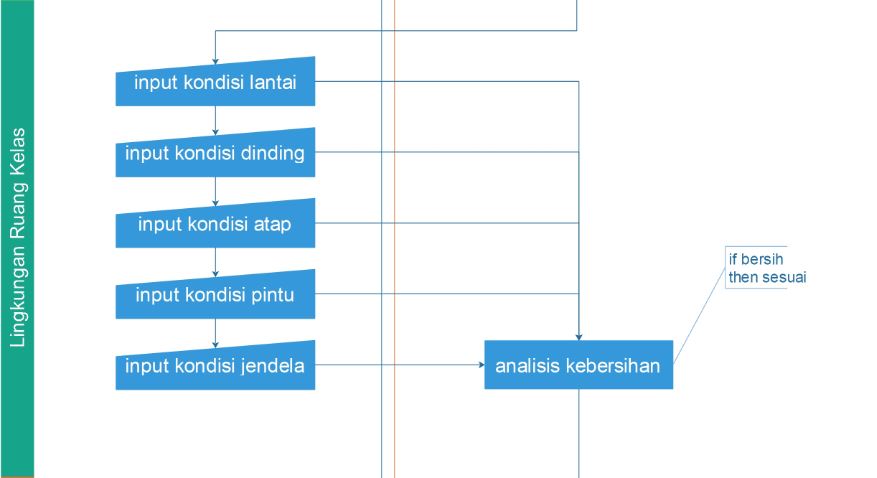 Lingkungan Ruang Kelas
input kondisi lantai
input kondisi dinding
input kondisi atap
input kondisi pintu
input kondisi jendela
analisis kebersihan
if bersih
then sesuai